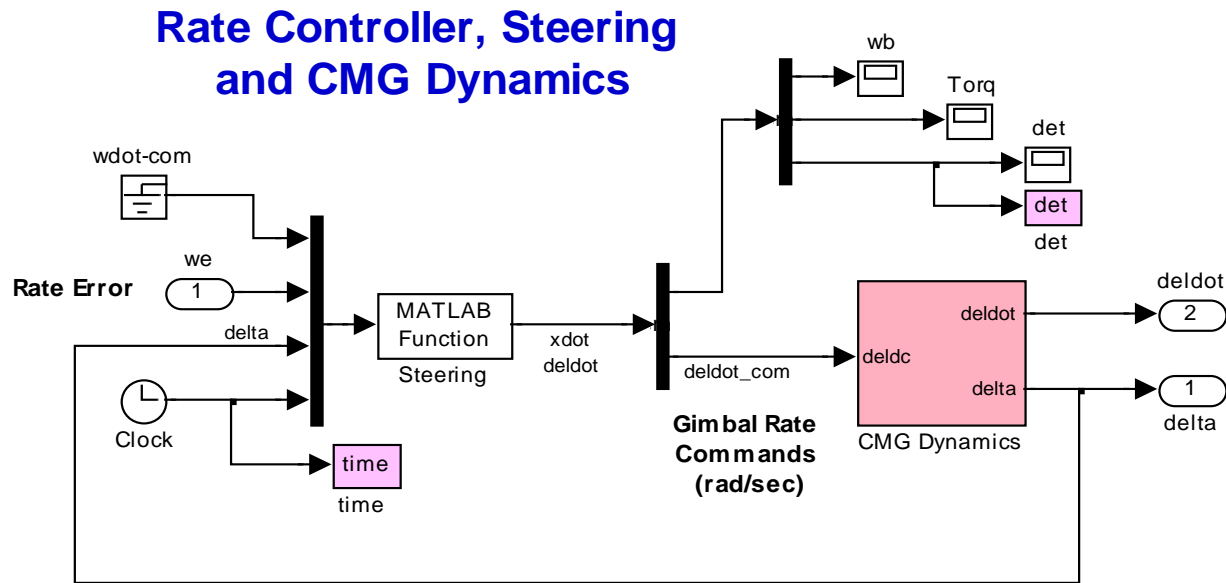 Rate Controller, Steering
and CMG Dynamics
wb
Torq
det
det
det
wdot-com
we
1
Rate Error
delta
MATLAB
Function
Steering
xdot
deldot
deldot_com
Clock
time
time
Gimbal Rate
Commands
(rad/sec)
deldc
deldot
delta
CMG Dynamics
deldot
2
1
delta